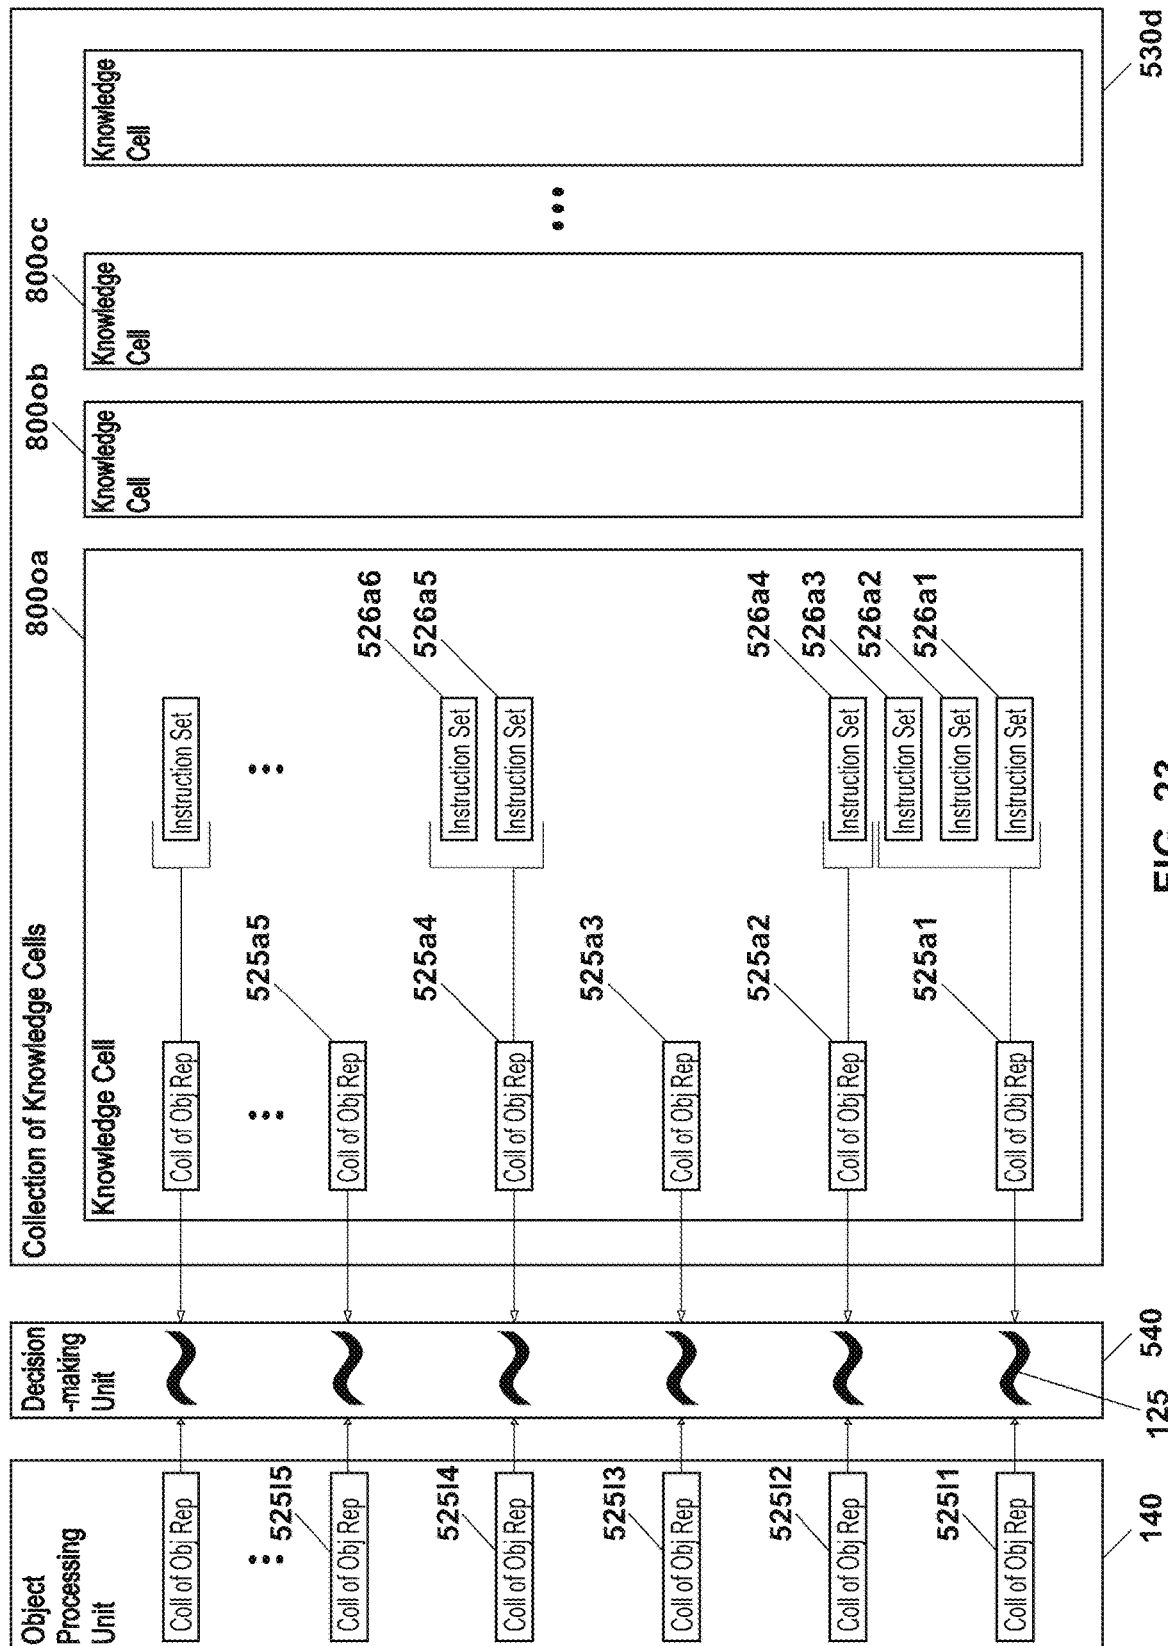 Object
Processing
Unit
Coll of Obj Rep
525l5
Coll of Obj Rep
525l4
Coll of Obj Rep
525l3
Coll of Obj Rep
525l2
Coll of Obj Rep
525l1
Coll of Obj Rep
140
Decision
-making
Unit
125
540
Collection of Knowledge Cells
Knowledge Cell
800oa
Coll of Obj Rep
Instruction Set
525a5
Coll of Obj Rep
525a4
Coll of Obj Rep
Instruction Set
526a6
Instruction Set
526a5
525a3
Coll of Obj Rep
525a2
Coll of Obj Rep
Instruction Set
526a4
Instruction Set
526a3
Instruction Set
526a2
525a1
Coll of Obj Rep
Instruction Set
526a1
800ob
Knowledge
Cell
800oc
Knowledge
Cell
Knowledge
Cell
530d
FIG. 23